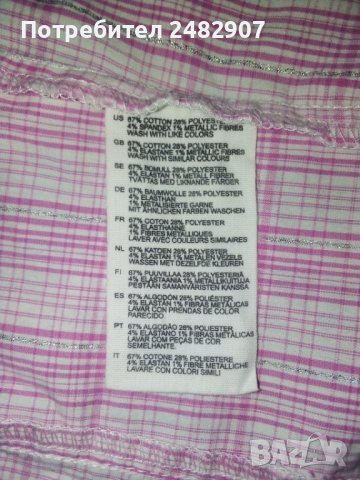 Потребител 2482907
US 67% COTTON 28% POLYESTER
4% SPANDEX 1% METALLIC FIBRES
WASH WITH LIKE COLORS
GB 67% COTTON 28% POLYESTER
4% ELASTANE 1% METALLIC FIBRES
WASH WITH SIMILAR COLOURS
SE 67% BOMULL 28% POLYESTER
4% ELASTAN 1% METALL FIBRER
TVÄTTAS MED LIKNANDE FÄRGER
DE 67% BAUMWOLLE 28% POLYESTER
4% ELASTHAN
1% METALISIERTE GARNE
MIT ÄHNLICHEN FARBEN WASCHEN
FR 67% COTON 28% POLYESTER
4% ELASTHANNE
1% FIBRES METALLIQUES
LAVER AVEC COULEURS SIMILAIRES
NL 67% KATOEN 28% POLYESTER
4% ELASTAAN 1% METALEN VEZELS
WASSEN MET DEZELFDE KLEUREN
FI 67% PUUVILLAA 28% POLYESTERIÄ
4% ELASTAANIA 1% METALLIKUITUJA
PESTÄÄN SAMANVÄRISTEN KANSSA
ES 67% ALGODÓN 28% POLIÉSTER
4% ELASTÁN 1% FIBRAS METÁLICAS
LAVAR CON PRENDAS DE COLOR
PARECIDO
PT 67% ALGODÃO 28% POLIÉSTER
4% ELASTANO 1% FIBRAS METÁLICAS
LAVAR COM PEÇAS DE COR
SEMELHANTE.
IT 67% COTONE 28% POLIESTERE
4% ELASTAN 1% FIBRE METALLICHE
LAVARE CON COLORI SIMILI
BAZAR